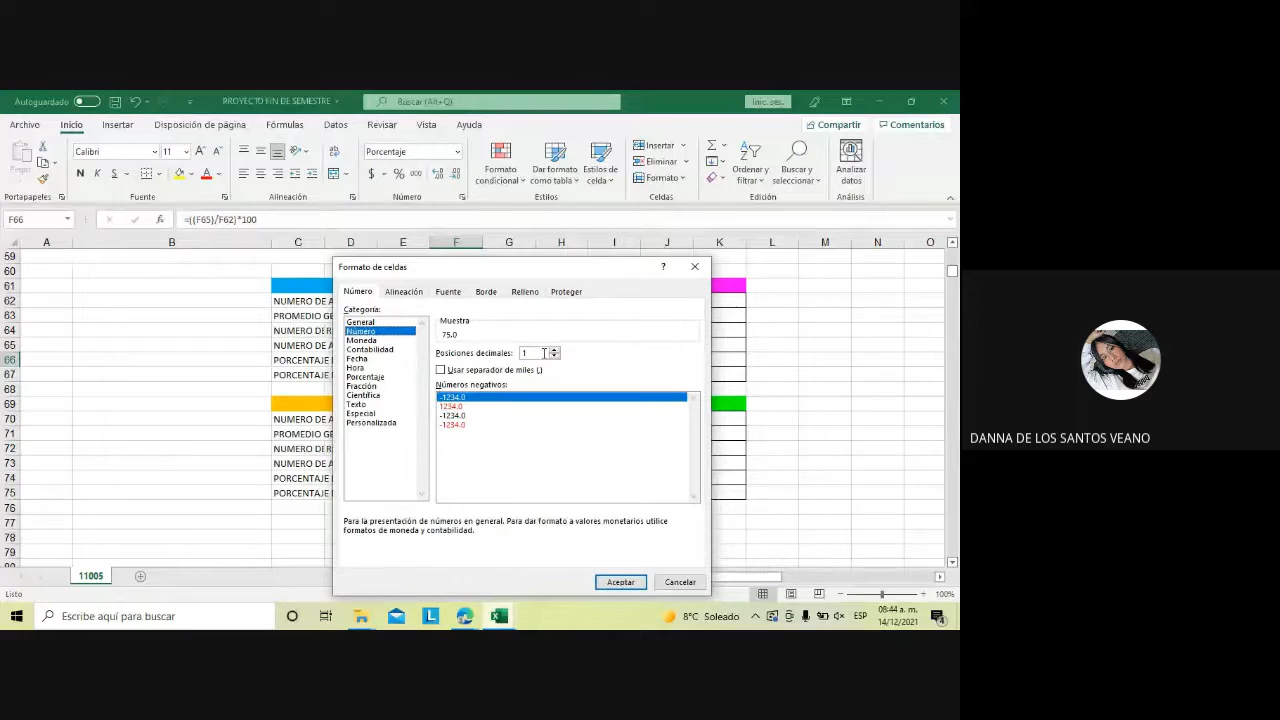 Autoguardado
PROYECTO FIN DE SEMESTRE
Buscar (Alt+Q)
Inic. ses.
Archivo Inicio Insertar Disposición de página Fórmulas Datos Revisar Vista Ayuda
Compartir Comentarios
Pegar
Calibri 11
N K S
Porcentaje
$ % 000
Formato condicional
Dar formato como tabla
Estilos de celda
Insertar
Eliminar
Formato
Ordenar y filtrar
Buscar y seleccionar
Analizar datos
Portapapeles Fuente Alineación Número Estilos Celdas Edición Análisis
F66 =((F65)/F62)*100
A B C D E F G H I J K L M N O
59
60
61
62 NUMERO DE A
63 PROMEDIO GE
64 NUMERO DE R
65 NUMERO DE A
66 PORCENTAJE
67 PORCENTAJE
68
69
70 NUMERO DE A
71 PROMEDIO GE
72 NUMERO DE R
73 NUMERO DE A
74 PORCENTAJE
75 PORCENTAJE
76
77
78
79
Formato de celdas ?
Número Alineación Fuente Borde Relleno Proteger
Categoría:
General
Número
Moneda
Contabilidad
Fecha
Hora
Porcentaje
Fracción
Científica
Texto
Especial
Personalizada
Muestra
75.0
Posiciones decimales: 1
Usar separador de miles (,)
Números negativos:
-1234.0
1234.0
-1234.0
-1234.0
Para la presentación de números en general. Para dar formato a valores monetarios utilice
formatos de moneda y contabilidad.
Aceptar Cancelar
11005
Listo
100%
Escribe aquí para buscar
8°C Soleado
ESP
08:44 a. m.
14/12/2021
4
DANNA DE LOS SANTOS VEANO